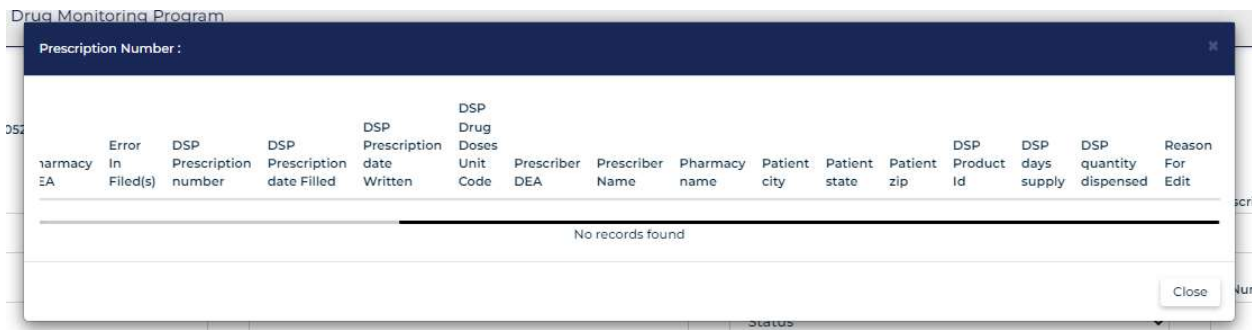 Drug Monitoring Program
Prescription Number :
×
DSP
DSP Drug
Error DSP DSP Prescription Doses DSP DSP DSP Reason
In Prescription Prescription date Unit Prescriber Prescriber Pharmacy Patient Patient Patient Product days quantity For
Filed(s) number date Filled Written Code DEA Name name city state zip Id supply dispensed Edit
No records found
Close
Status